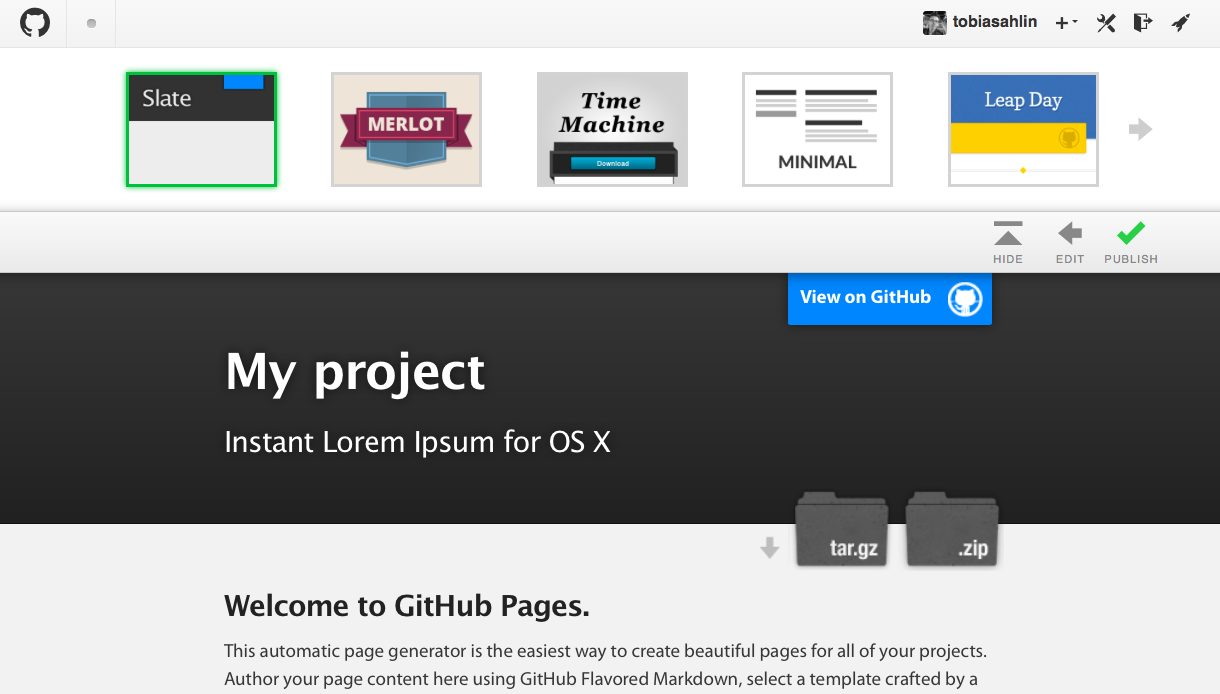 tobiasahlin
Slate
MERLOT
Time
Machine
Download
MINIMAL
Leap Day
HIDE
EDIT
PUBLISH
View on GitHub
My project
Instant Lorem Ipsum for OS X
tar.gz
.zip
Welcome to GitHub Pages.
This automatic page generator is the easiest way to create beautiful pages for all of your projects.
Author your page content here using GitHub Flavored Markdown, select a template crafted by a